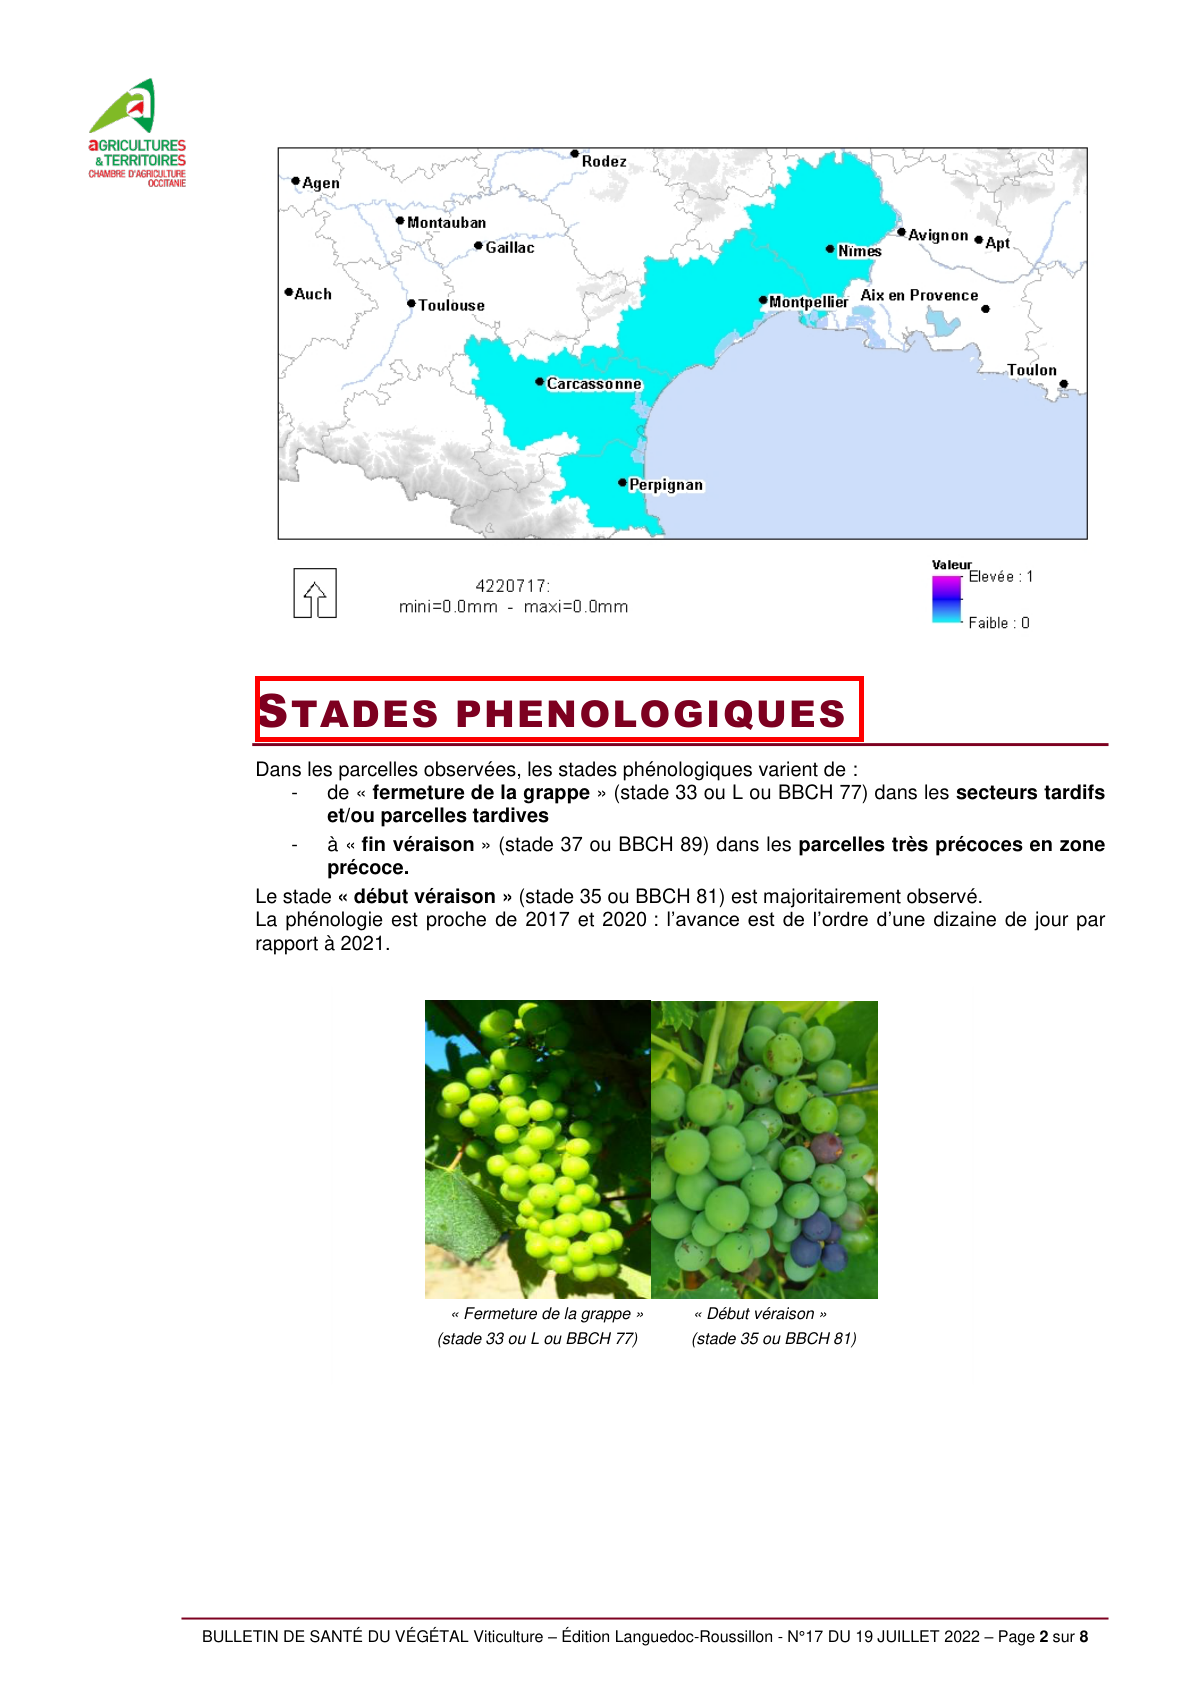 aGRICULTURES
& TERRITOIRES
CHAMBRE D'AGRICULTURE
OCCITANIE
Rodez
Agen
Montauban
Gaillac
Avignon
Apt
Nîmes
Auch
Toulouse
Montpellier
Aix en Provence
Toulon
Carcassonne
Perpignan
4220717:
mini=0.0mm - maxi=0.0mm
Valeur
Elevée : 1
Faible : 0
STADES PHENOLOGIQUES
Dans les parcelles observées, les stades phénologiques varient de :
- de « fermeture de la grappe » (stade 33 ou L ou BBCH 77) dans les secteurs tardifs
et/ou parcelles tardives
- à « fin véraison » (stade 37 ou BBCH 89) dans les parcelles très précoces en zone
précoce.
Le stade « début véraison » (stade 35 ou BBCH 81) est majoritairement observé.
La phénologie est proche de 2017 et 2020 : l'avance est de l'ordre d'une dizaine de jour par
rapport à 2021.
« Fermeture de la grappe » « Début véraison »
(stade 33 ou L ou BBCH 77) (stade 35 ou BBCH 81)
BULLETIN DE SANTÉ DU VÉGÉTAL Viticulture – Édition Languedoc-Roussillon - N°17 DU 19 JUILLET 2022 – Page 2 sur 8